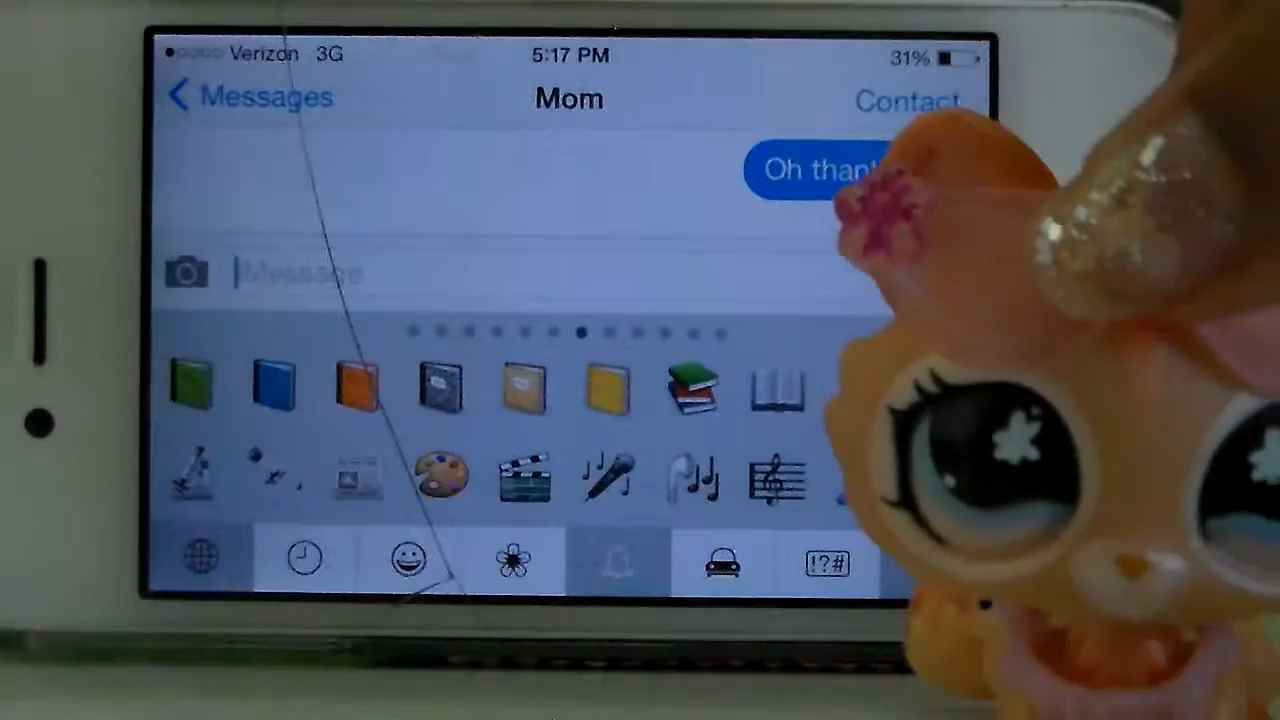 Verizon 3G 5:17 PM 31%
Messages Mom Contact
Oh than
Message
!?#